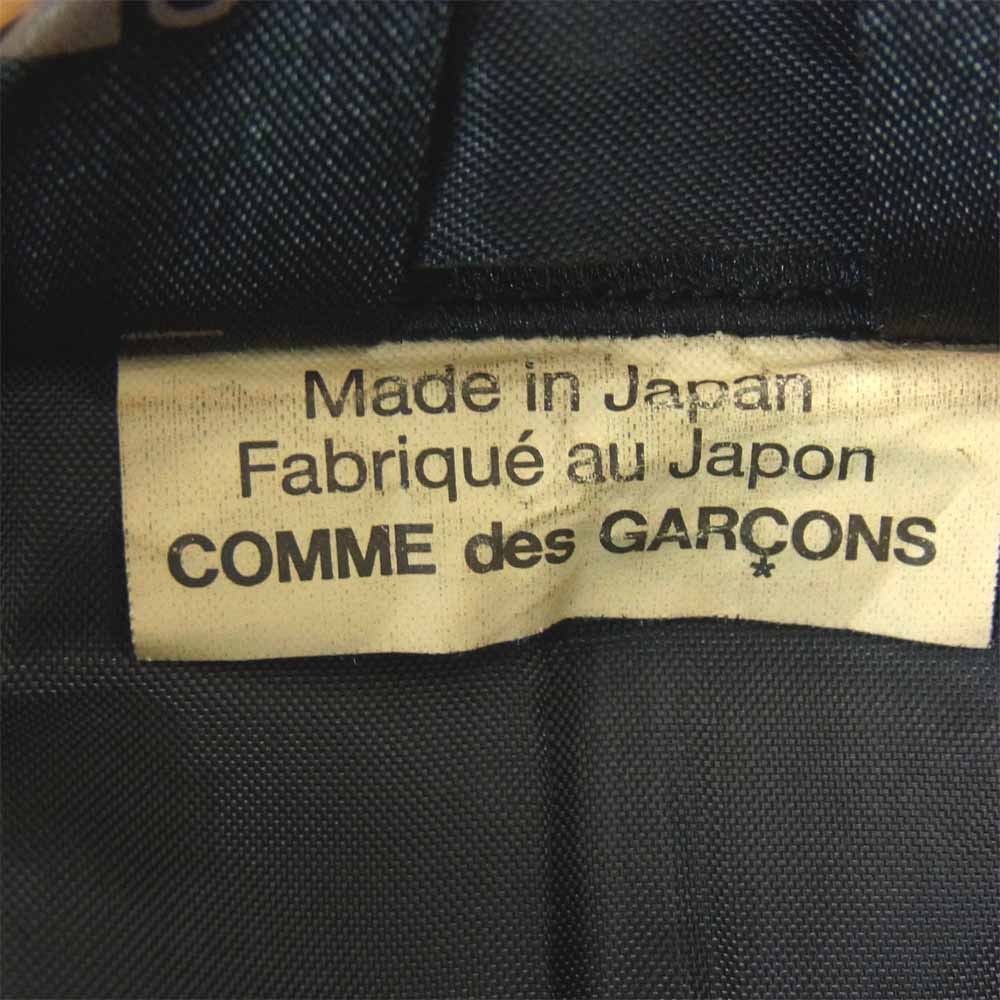 Made in Japan
Fabriqué au Japon
COMME des GARÇONS
*